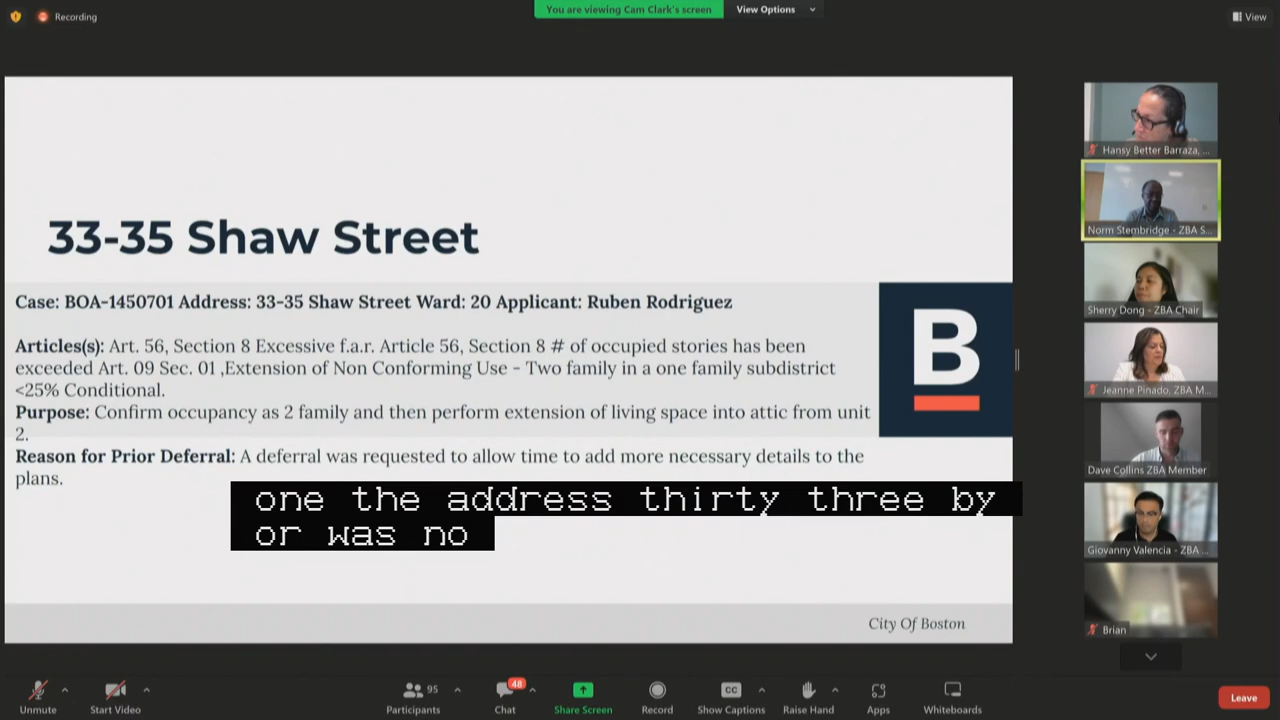 Recording
You are viewing Cam Clark's screen
View Options
View
33-35 Shaw Street
Case: BOA-1450701 Address: 33-35 Shaw Street Ward: 20 Applicant: Ruben Rodriguez
Articles(s): Art. 56, Section 8 Excessive f.a.r. Article 56, Section 8 # of occupied stories has been
exceeded Art. 09 Sec. 01 ,Extension of Non Conforming Use - Two family in a one family subdistrict
<25% Conditional.
Purpose: Confirm occupancy as 2 family and then perform extension of living space into attic from unit
2.
Reason for Prior Deferral: A deferral was requested to allow time to add more necessary details to the
plans.
B
one the address thirty three by
or was no
City Of Boston
Hansy Better Barraza, ...
Norm Stembridge - ZBA S...
Sherry Dong - ZBA Chair
Jeanne Pinado, ZBA M...
Dave Collins ZBA Member
Giovanny Valencia - ZBA ...
Brian
Unmute
Start Video
95
Participants
48
Chat
Share Screen
Record
CC
Show Captions
Raise Hand
Apps
Whiteboards
Leave